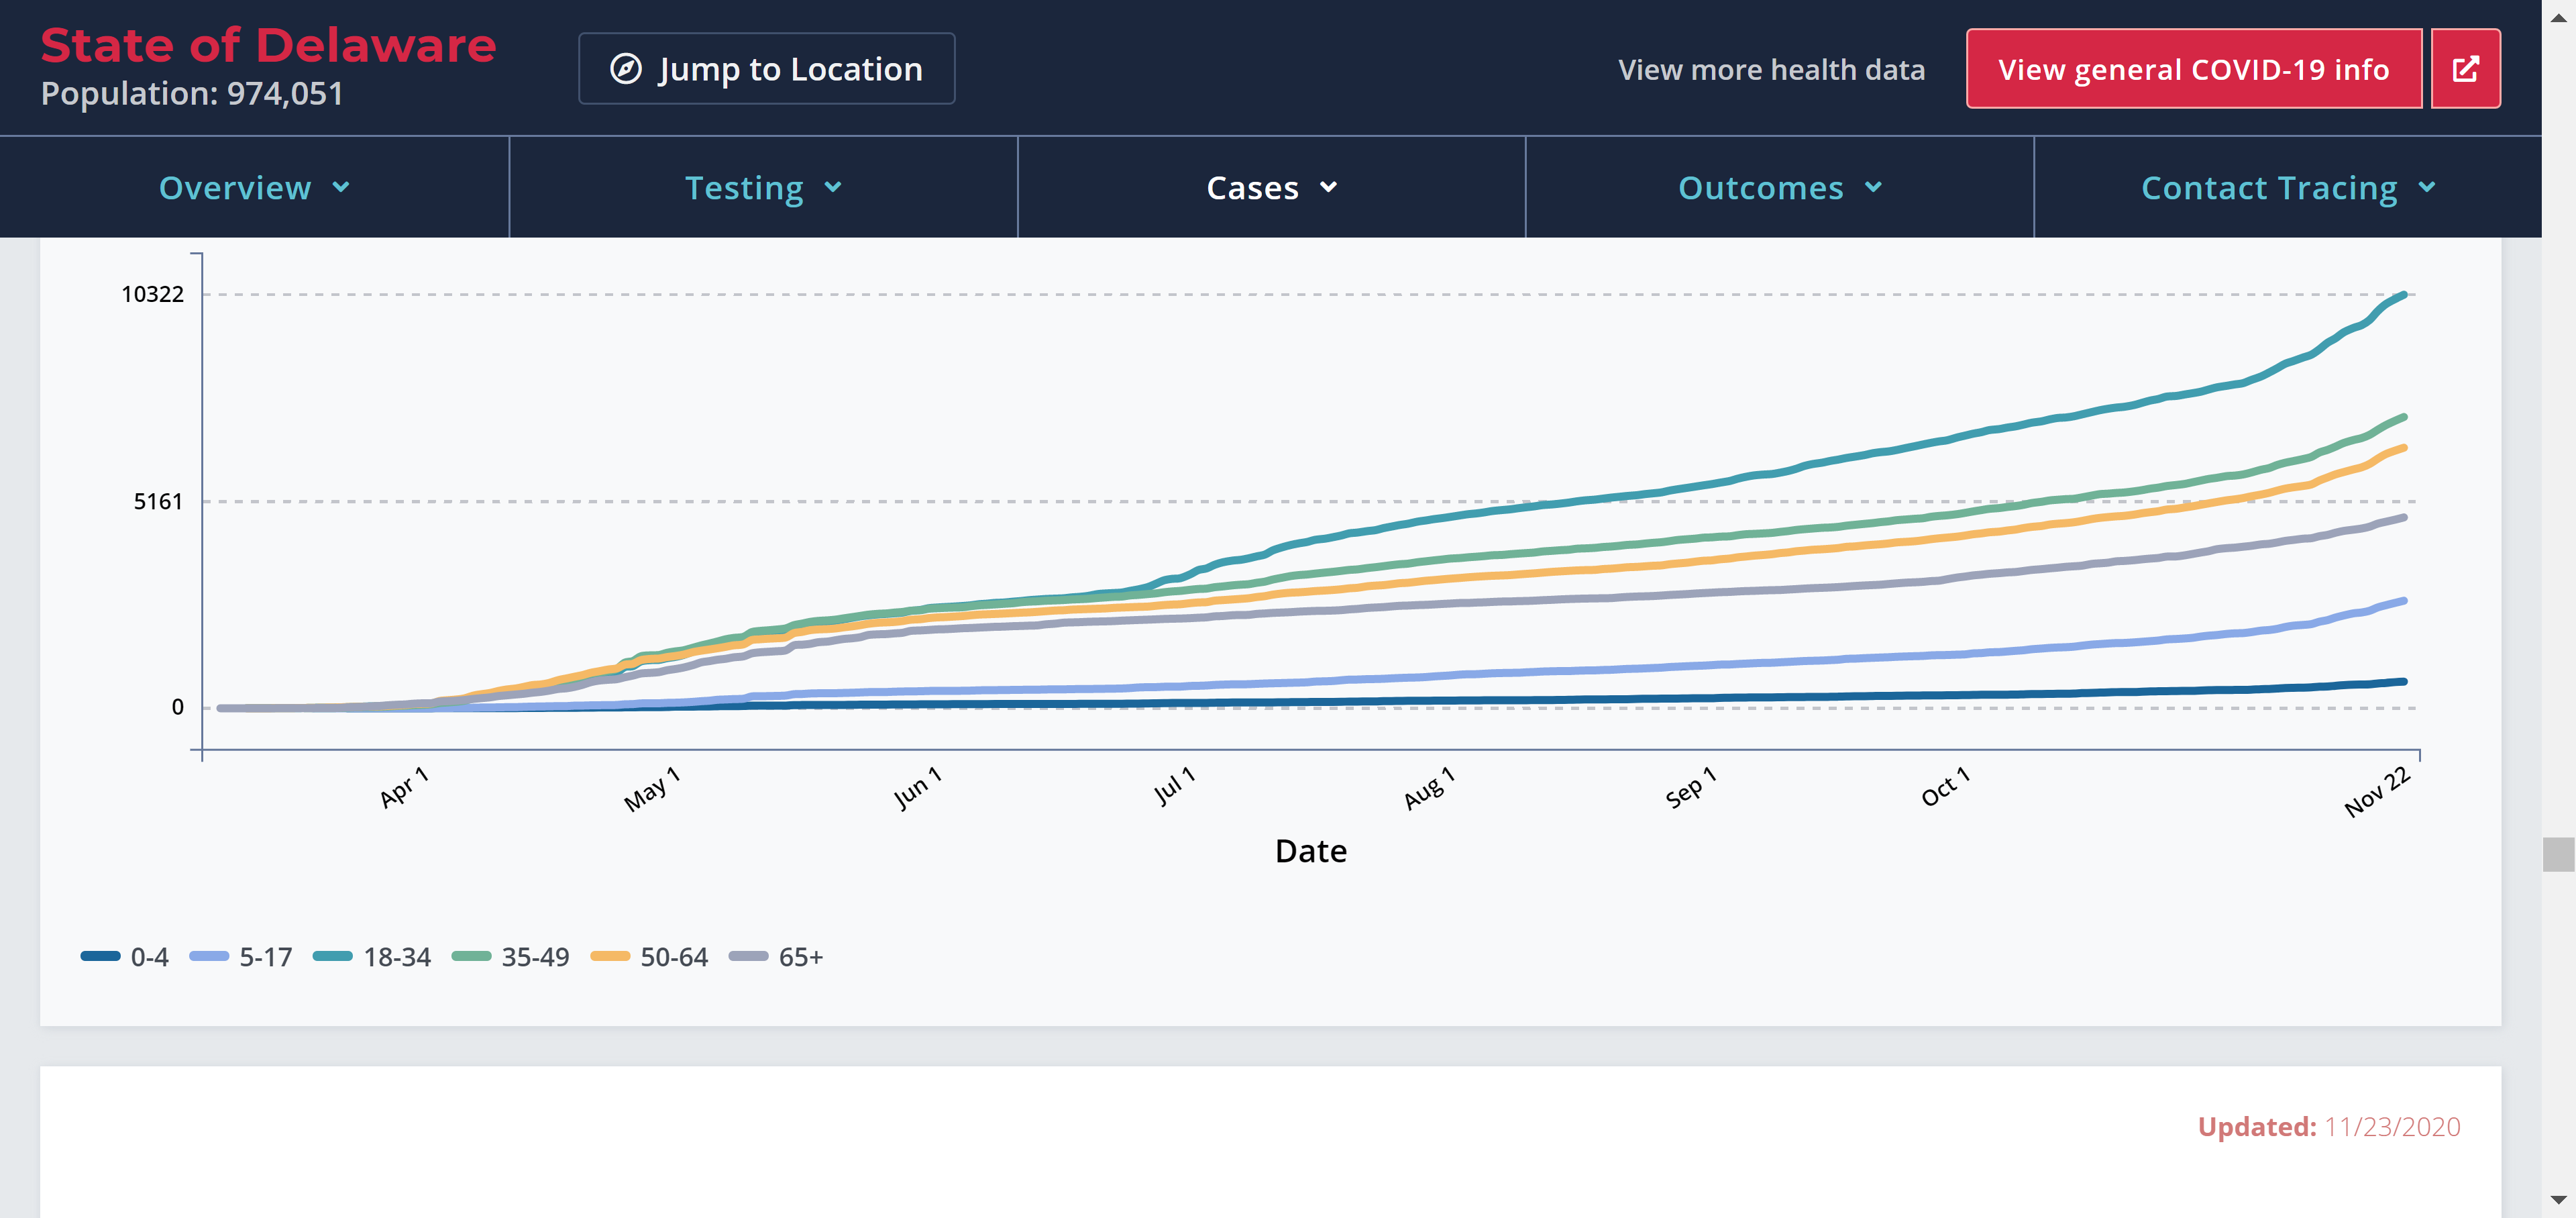 State of Delaware
Population: 974,051
Jump to Location
View more health data
View general COVID-19 info
Overview
Testing
Cases
Outcomes
Contact Tracing
10322
5161
0
Apr 1
May 1
Jun 1
Jul 1
Aug 1
Sep 1
Oct 1
Nov 22
Date
0-4 5-17 18-34 35-49 50-64 65+
Updated: 11/23/2020